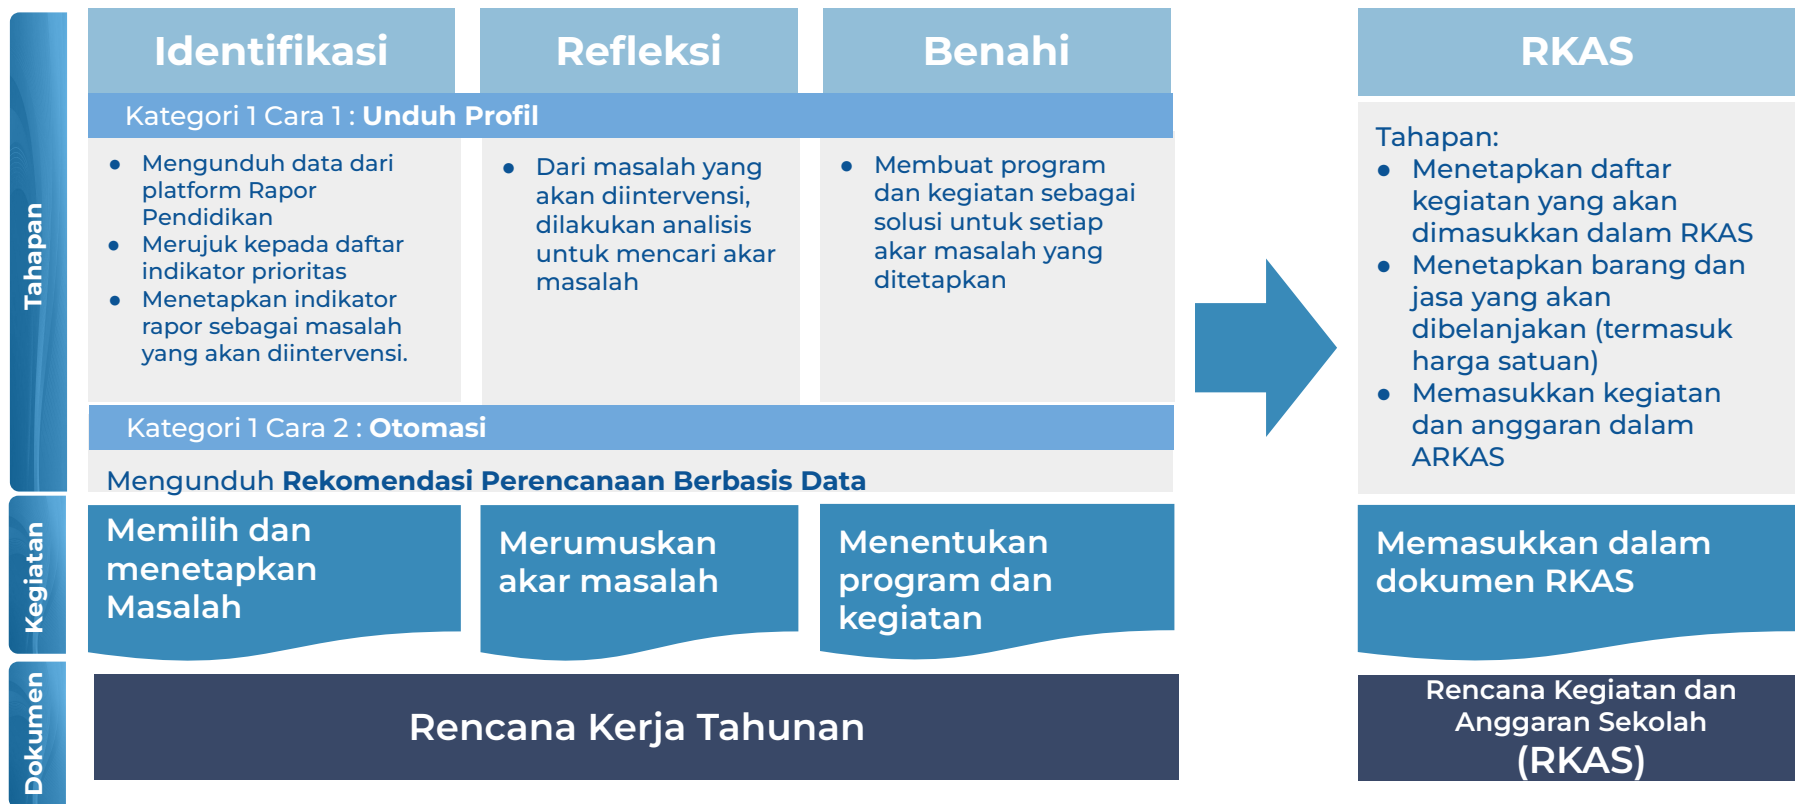 Identifikasi
Refleksi
Benahi
RKAS
Tahapan
Kategori 1 Cara 1 : Unduh Profil
● Mengunduh data dari
platform Rapor
Pendidikan
● Merujuk kepada daftar
indikator prioritas
● Menetapkan indikator
rapor sebagai masalah
yang akan diintervensi.
● Dari masalah yang
akan diintervensi,
dilakukan analisis
untuk mencari akar
masalah
● Membuat program
dan kegiatan sebagai
solusi untuk setiap
akar masalah yang
ditetapkan
Kategori 1 Cara 2 : Otomasi
Mengunduh Rekomendasi Perencanaan Berbasis Data
Tahapan:
● Menetapkan daftar
kegiatan yang akan
dimasukkan dalam RKAS
● Menetapkan barang dan
jasa yang akan
dibelanjakan (termasuk
harga satuan)
● Memasukkan kegiatan
dan anggaran dalam
ARKAS
Kegiatan
Memilih dan
menetapkan
Masalah
Merumuskan
akar masalah
Menentukan
program dan
kegiatan
Memasukkan dalam
dokumen RKAS
Dokumen
Rencana Kerja Tahunan
Rencana Kegiatan dan
Anggaran Sekolah
(RKAS)